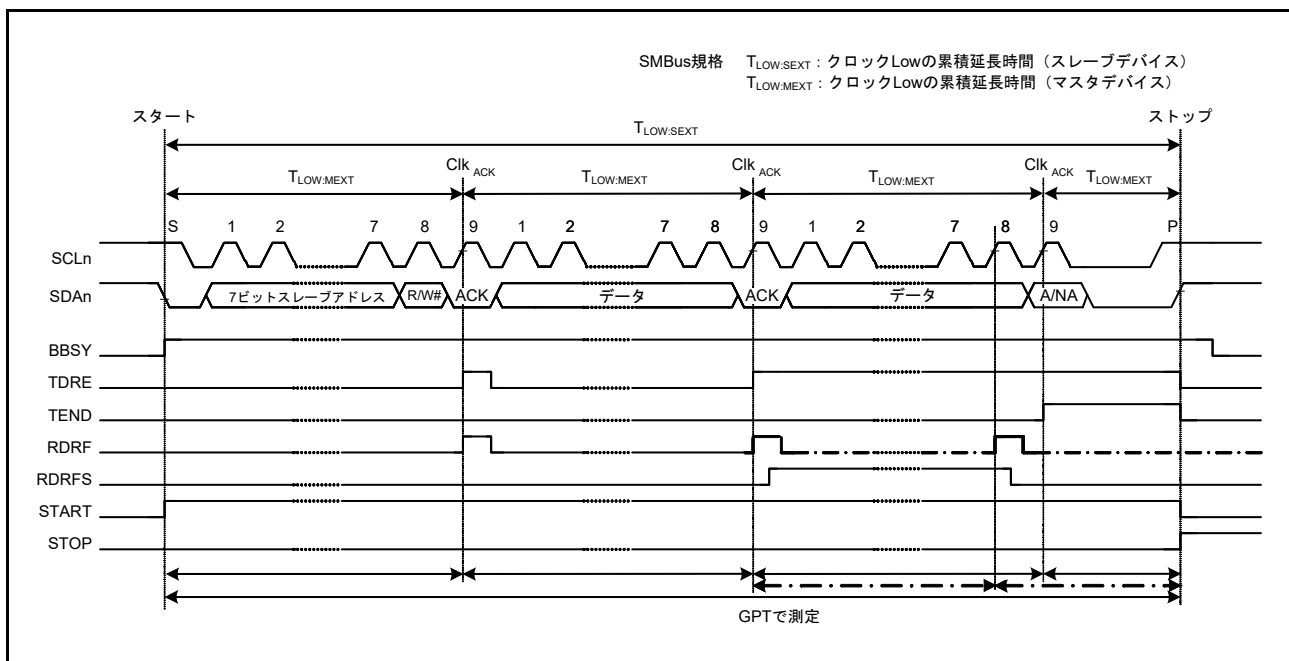 SMBus規格 TLOW:SEXT：クロックLowの累積延長時間（スレーブデバイス）
TLOW:MEXT：クロックLowの累積延長時間（マスタデバイス）
スタート ストップ
TLOW:SEXT
ClkACK ClkACK ClkACK
TLOW:MEXT TLOW:MEXT TLOW:MEXT TLOW:MEXT
S 1 2 7 8 9 1 2 7 8 9 1 2 7 8 9 P
SCLn
SDAn 7ビットスレーブアドレス R/W# ACK データ ACK データ A/NA
BBSY
TDRE
TEND
RDRF
RDRFS
START
STOP
GPTで測定